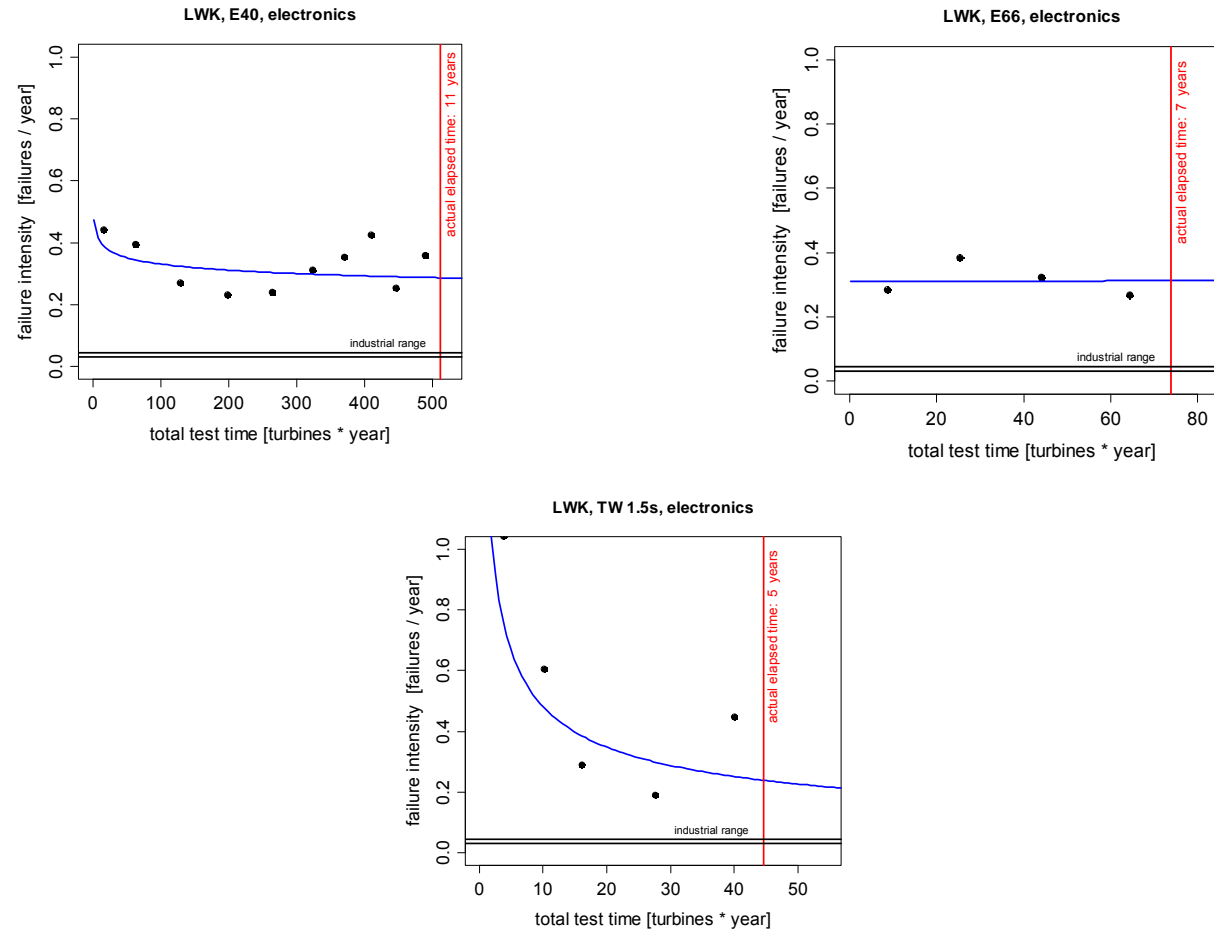 LWK, E40, electronics
failure intensity [failures / year]
0.0 0.2 0.4 0.6 0.8 1.0
actual elapsed time: 11 years
industrial range
0 100 200 300 400 500
total test time [turbines * year]
LWK, E66, electronics
failure intensity [failures / year]
0.0 0.2 0.4 0.6 0.8 1.0
actual elapsed time: 7 years
industrial range
0 20 40 60 80
total test time [turbines * year]
LWK, TW 1.5s, electronics
failure intensity [failures / year]
0.0 0.2 0.4 0.6 0.8 1.0
actual elapsed time: 5 years
industrial range
0 10 20 30 40 50
total test time [turbines * year]